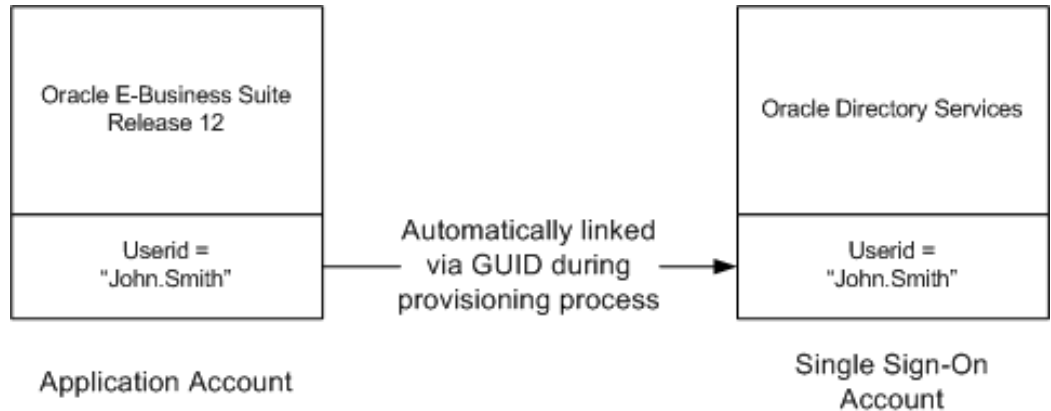 Oracle E-Business Suite
Release 12
Oracle Directory Services
Userid =
“John.Smith”
Automatically linked
via GUID during
provisioning process
Userid =
“John.Smith”
Application Account
Single Sign-On
Account